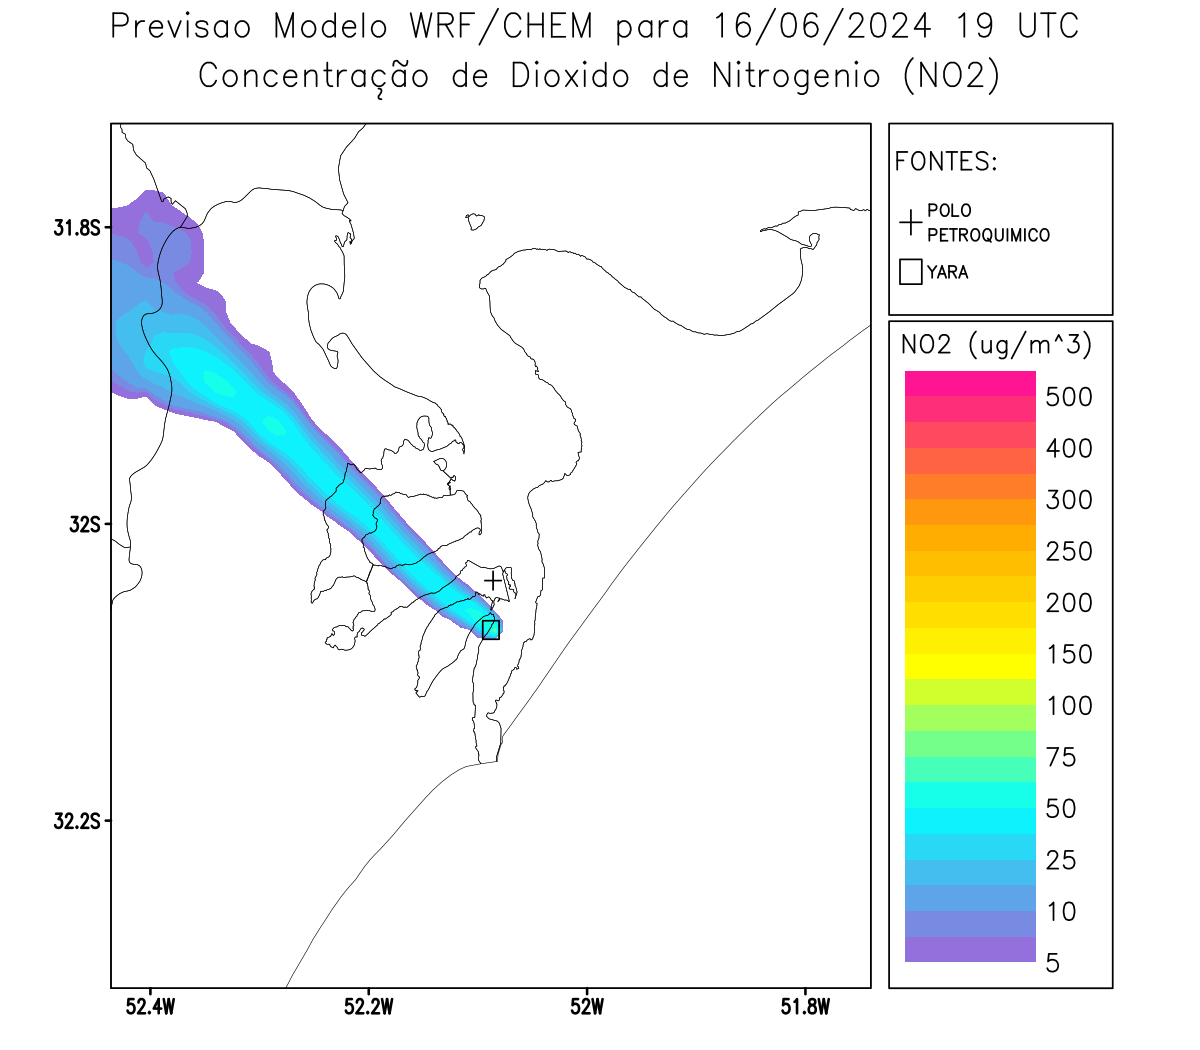 Previsao Modelo WRF/CHEM para 16/06/2024 19 UTC
Concentração de Dioxido de Nitrogenio (NO2)
FONTES:
POLO
PETROQUIMICO
YARA
31.8S
32S
32.2S
52.4W
52.2W
52W
51.8W
NO2 (ug/m^3)
500
400
300
250
200
150
100
75
50
25
10
5